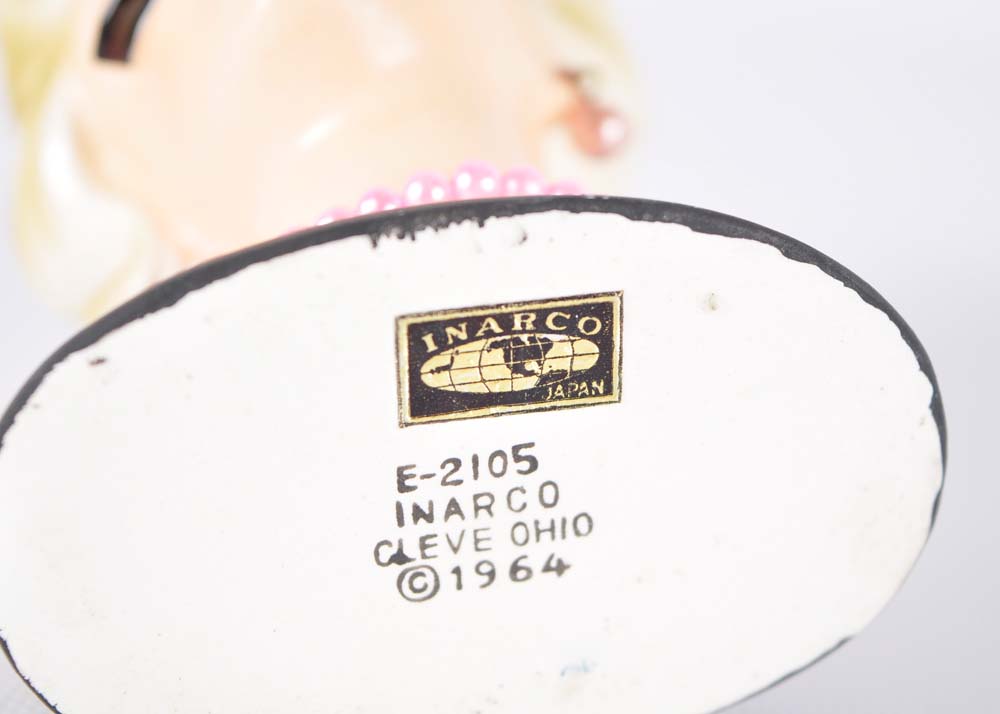 INARCO
JAPAN
E-2105
INARCO
CLEVE OHIO
©1964